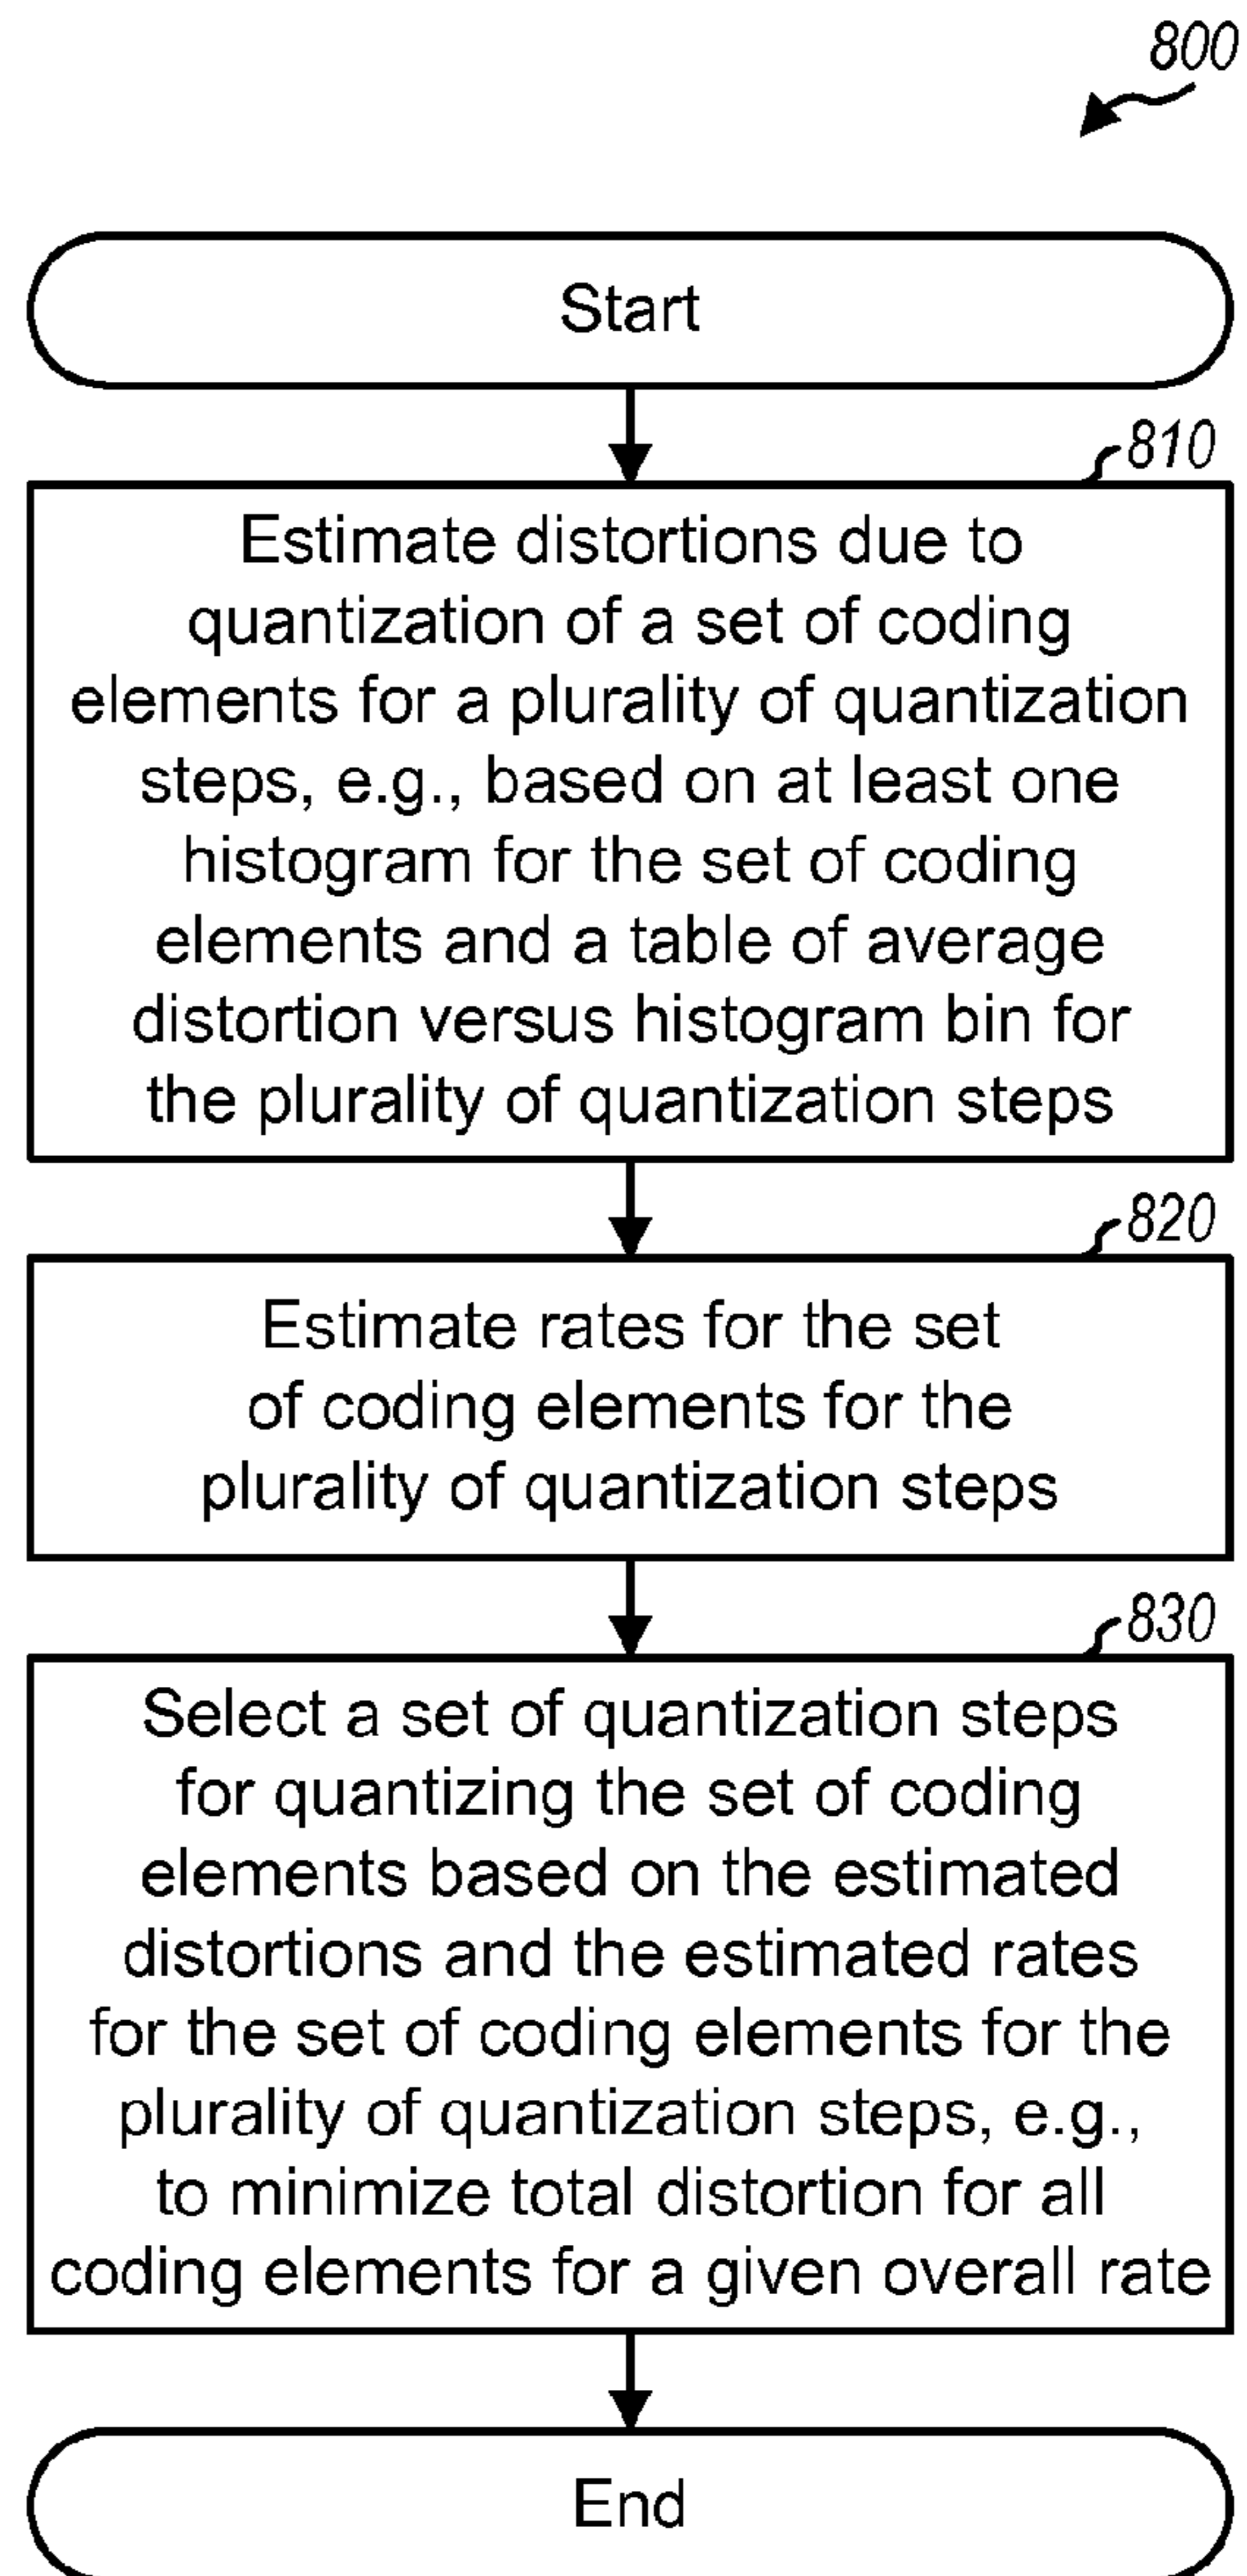 800
Start
810
Estimate distortions due to
quantization of a set of coding
elements for a plurality of quantization
steps, e.g., based on at least one
histogram for the set of coding
elements and a table of average
distortion versus histogram bin for
the plurality of quantization steps
820
Estimate rates for the set
of coding elements for the
plurality of quantization steps
830
Select a set of quantization steps
for quantizing the set of coding
elements based on the estimated
distortions and the estimated rates
for the set of coding elements for the
plurality of quantization steps, e.g.,
to minimize total distortion for all
coding elements for a given overall rate
End